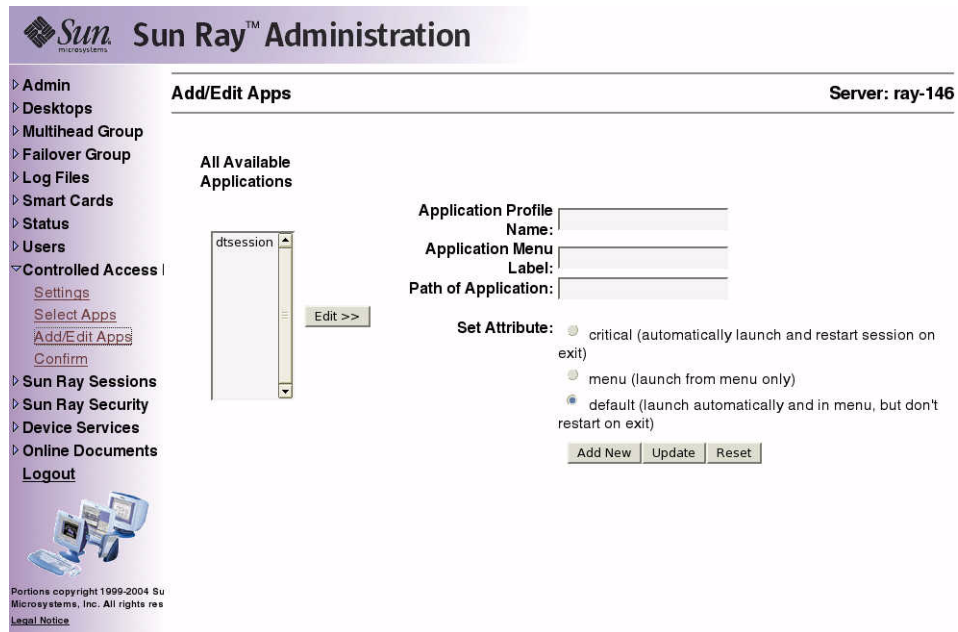 Sun microsystems Sun Ray™ Administration
Admin
Desktops
Multihead Group
Failover Group
Log Files
Smart Cards
Status
Users
Controlled Access
Settings
Select Apps
Add/Edit Apps
Confirm
Sun Ray Sessions
Sun Ray Security
Device Services
Online Documents
Logout
Portions copyright 1999-2004 Su
Microsystems, Inc. All rights res
Legal Notice
Add/Edit Apps Server: ray-146
All Available
Applications
dtsession
Edit >>
Application Profile
Name:
Application Menu
Label:
Path of Application:
Set Attribute: critical (automatically launch and restart session on
exit)
menu (launch from menu only)
default (launch automatically and in menu, but don't
restart on exit)
Add New Update Reset